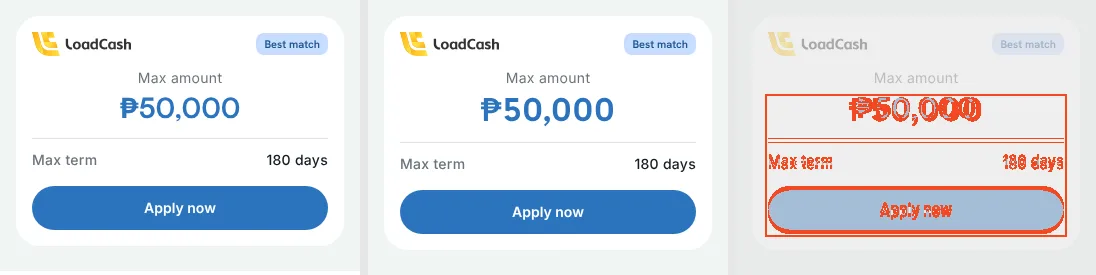 LoadCash
Best match
Max amount
₱50,000
Max term
180 days
Apply now
LoadCash
Best match
Max amount
₱50,000
Max term
180 days
Apply now
LoadCash
Best match
Max amount
₱50,000
Max term
180 days
Apply now